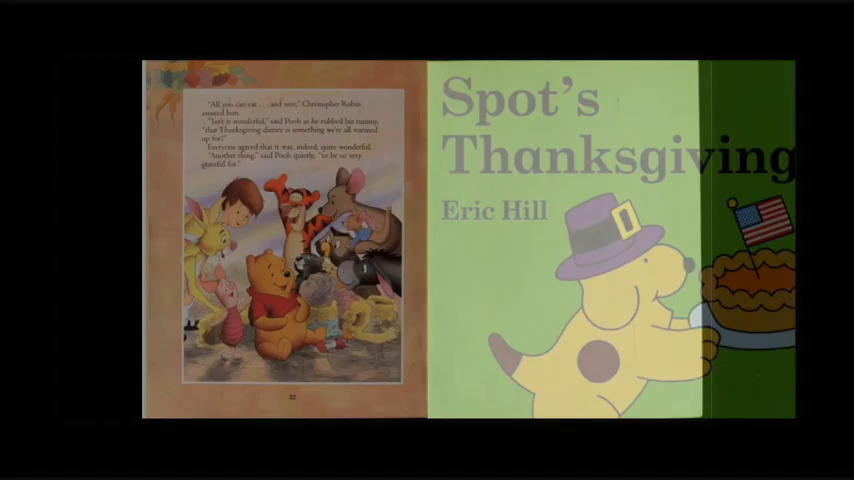 "All you can eat . . . and more," Christopher Robin
assured him.
"Isn't it wonderful," said Pooh as he rubbed his tummy,
"that Thanksgiving dinner is something we're all warmed
up for?"
Everyone agreed that it was, indeed, quite wonderful.
"Another thing," said Pooh quietly, "to be so very
grateful for."
32
Spot's
Thanksgiving
Eric Hill